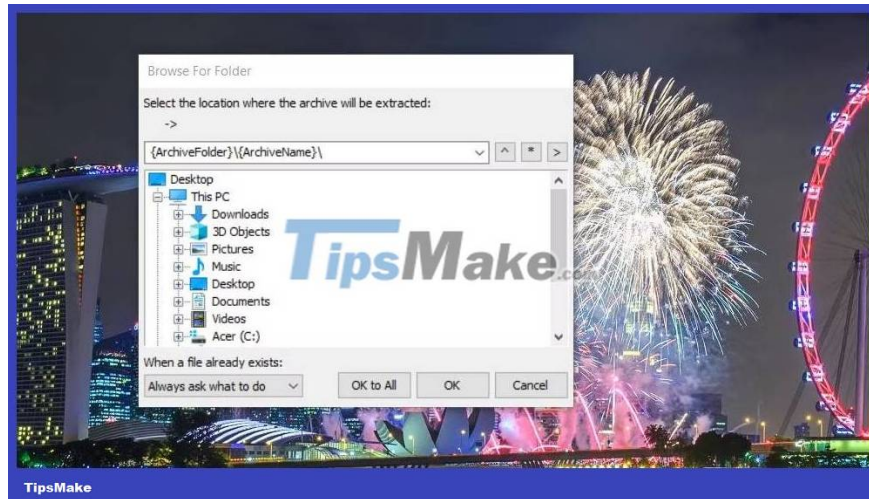 Browse For Folder
Select the location where the archive will be extracted:
->
{ArchiveFolder}\{ArchiveName}\
^ * >
Desktop
This PC
Downloads
3D Objects
Pictures
Music
Desktop
Documents
Videos
Acer (C:)
TipsMake.com
When a file already exists:
Always ask what to do
OK to All OK Cancel
TipsMake